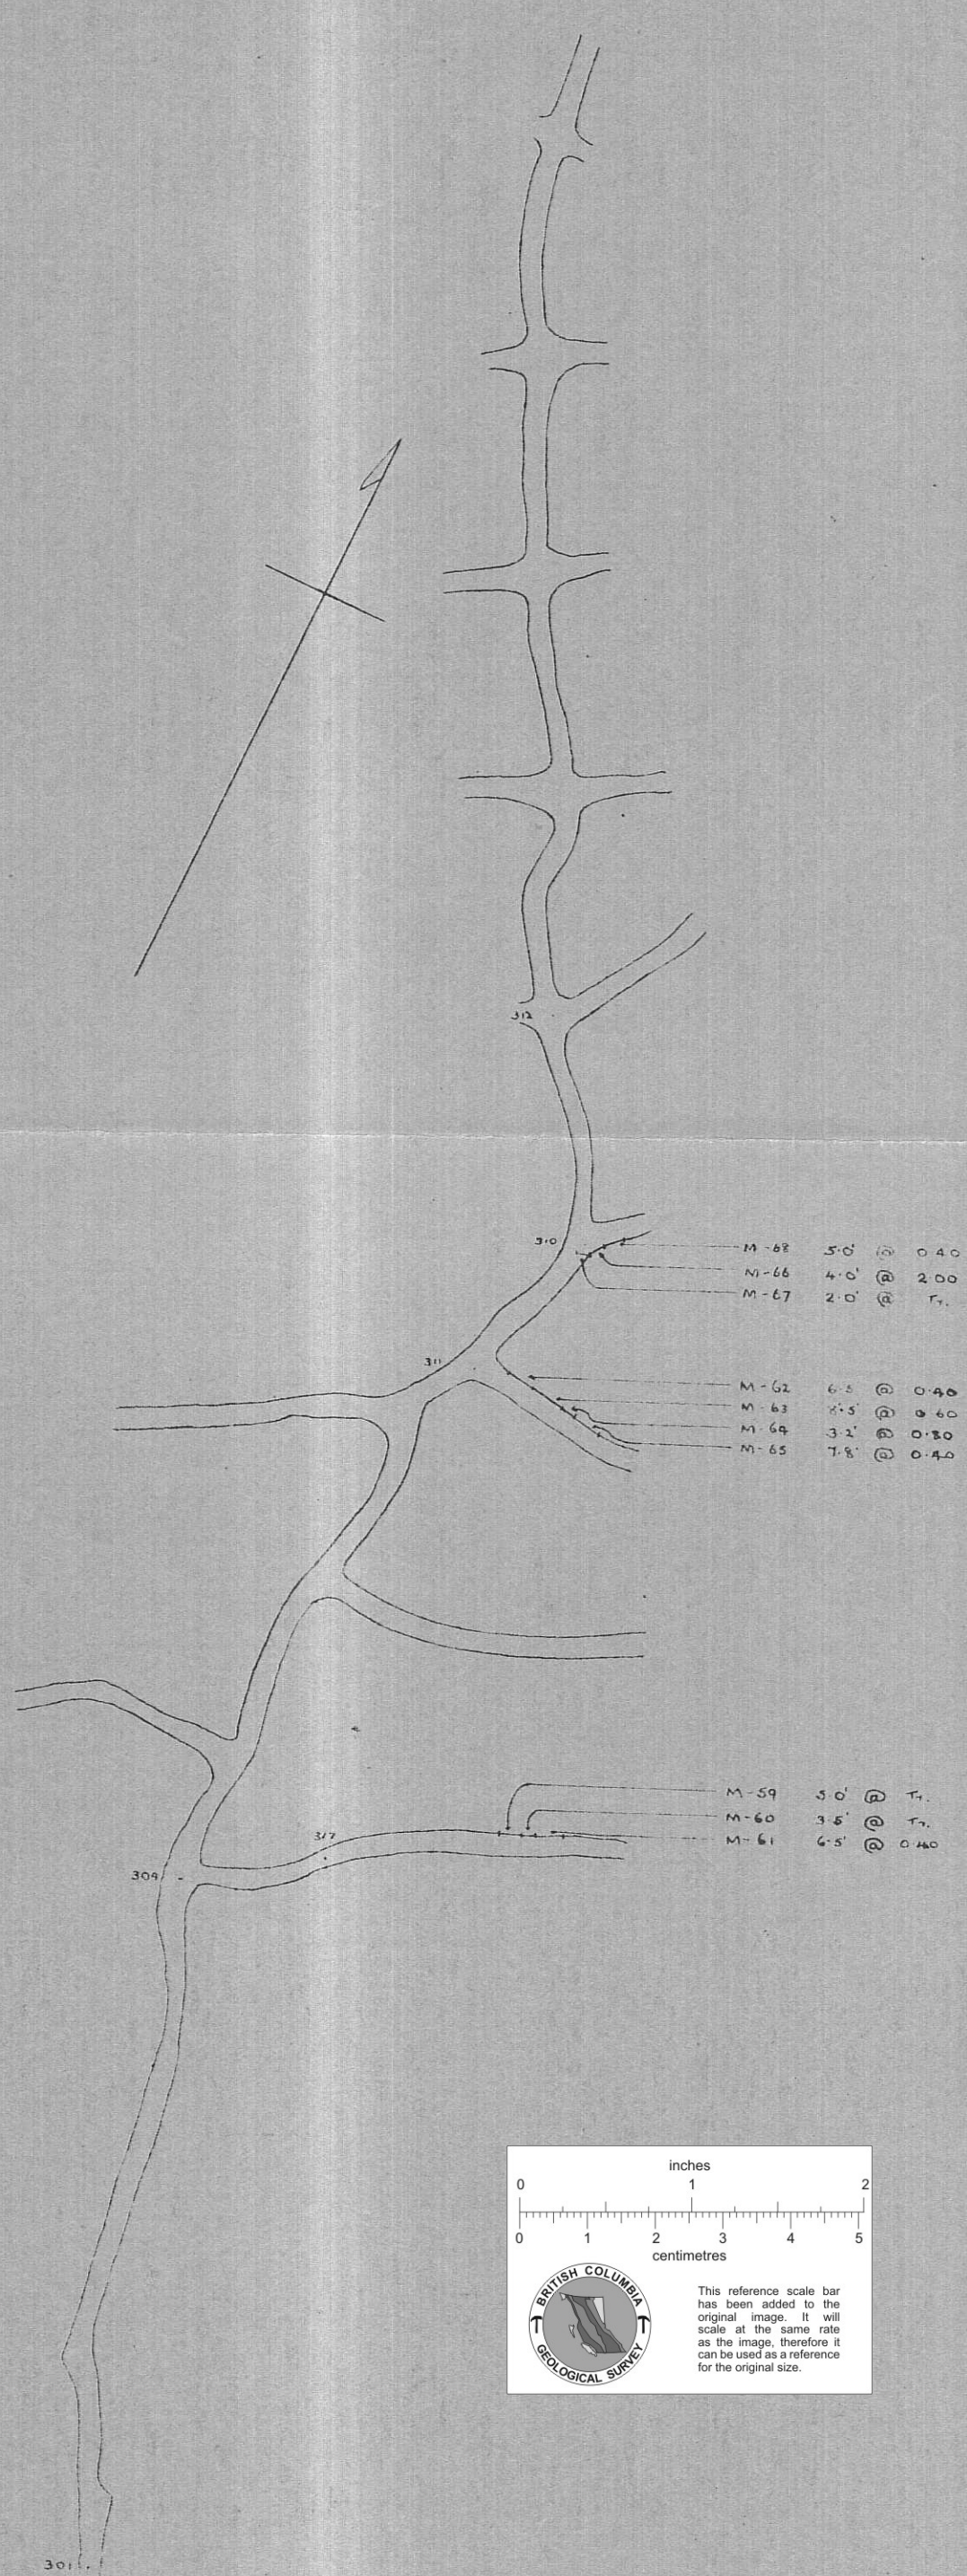 312
310
M-68 5.0' @ 0.40
M-66 4.0' @ 2.00
M-67 2.0' @ Tr.
311
M-62 6.5 @ 0.40
M-63 8.5' @ 0.60
M-64 3.2' @ 0.80
M-65 7.8' @ 0.40
M-59 5.0' @ Tr.
M-60 3.5' @ Tr.
M-61 6.5' @ 0.40
317
309
301
inches
0 1 2
0 1 2 3 4 5
centimetres
BRITISH COLUMBIA
GEOLOGICAL SURVEY
This reference scale bar
has been added to the
original image. It will
scale at the same rate
as the image, therefore it
can be used as a reference
for the original size.